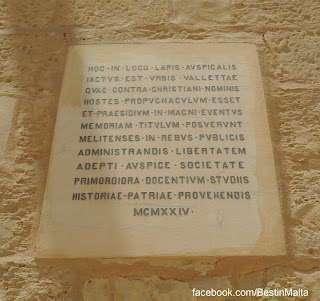 HOC · IN · LOCO · LAPIS · AVSPICALIS
IACTVS · EST · VRBIS · VALLETTAE
QVAE · CONTRA · CHRISTIANI · NOMINIS
HOSTES · PROPVGNACVLVM · ESSET
ET · PRAESIDIVM · IN · MAGNI · EVENTVS
MEMORIAM · TITVLVM · POSVERVNT
MELITENSES · IN · REBVS · PVBLICIS
ADMINISTRANDIS · LIBERTATEM
ADEPTI · AVSPICE · SOCIETATE
PRIMORDIORA · DOCENTIVM · STVDIIS
HISTORIAE · PATRIAE · PROVEHENDIS
MCMXXIV ·
facebook.com/BestinMalta